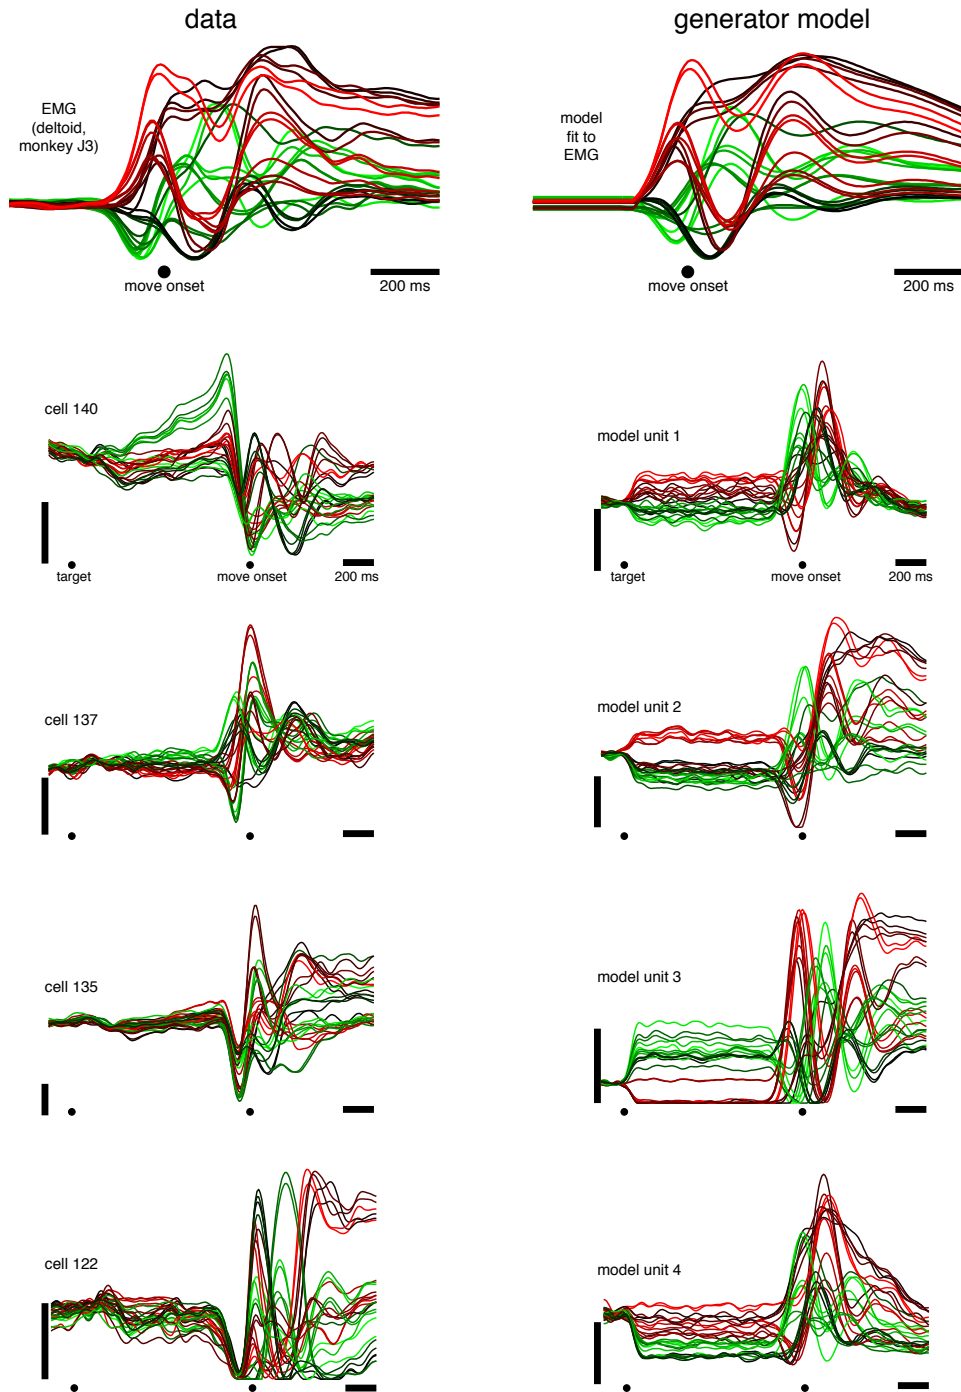 data
generator model
EMG
(deltoid,
monkey J3)
move onset
200 ms
model
fit to
EMG
move onset
200 ms
cell 140
target
move onset
200 ms
model unit 1
target
move onset
200 ms
cell 137
model unit 2
cell 135
model unit 3
cell 122
model unit 4